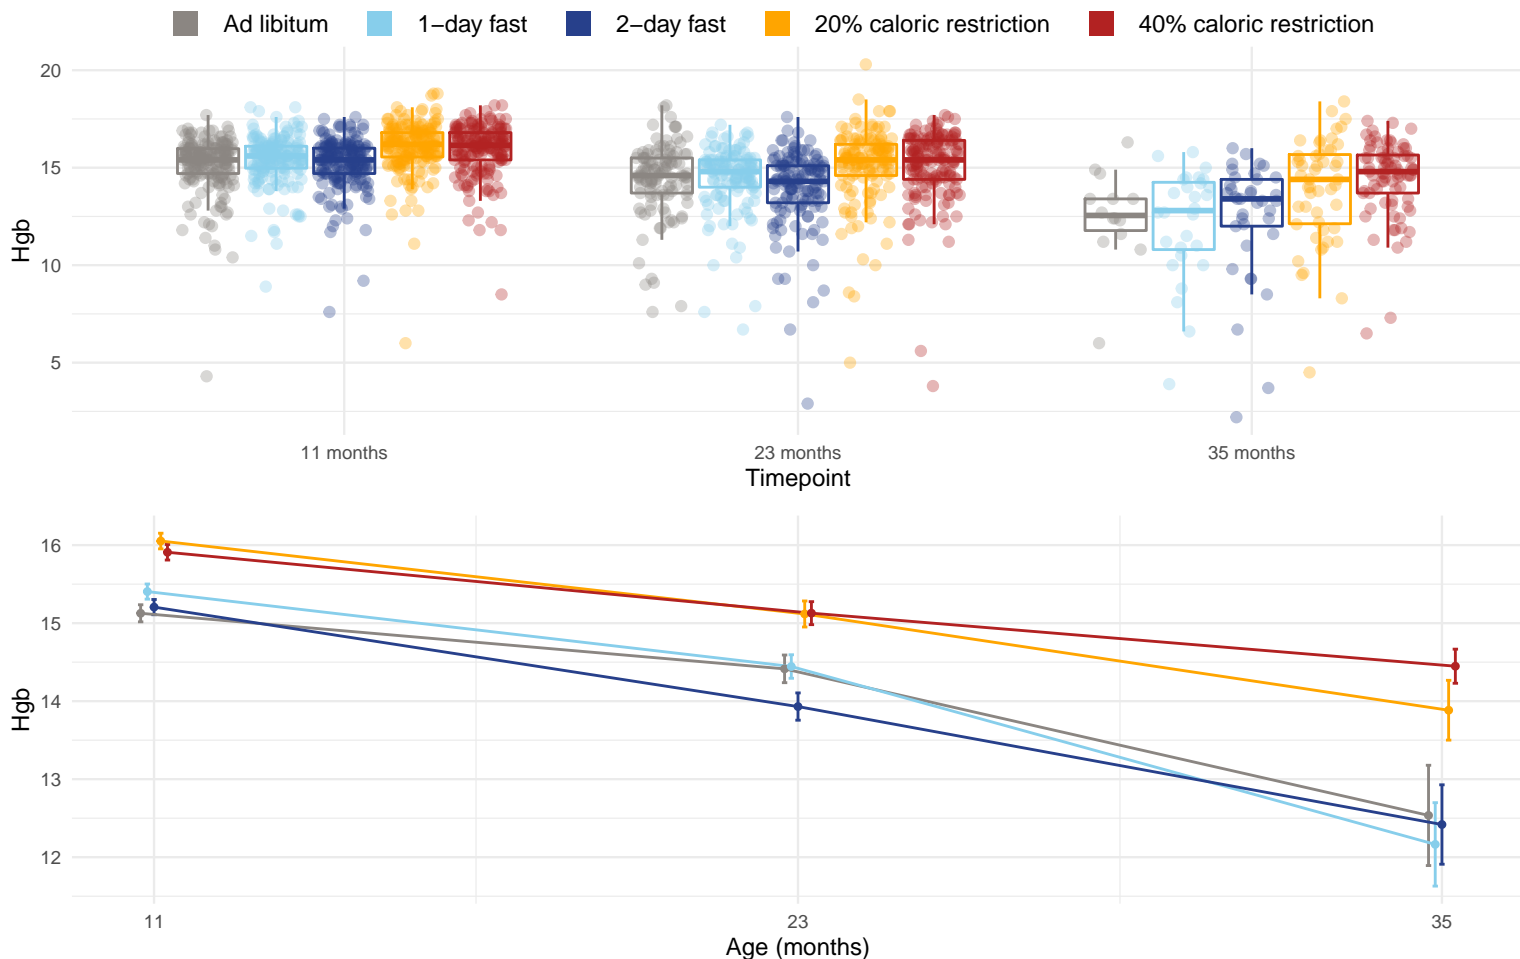 Ad libitum 1−day fast 2−day fast 20% caloric restriction 40% caloric restriction
20
15
10
5
Hgb
11 months 23 months 35 months
Timepoint
16
15
14
13
12
Hgb
11 23 35
Age (months)